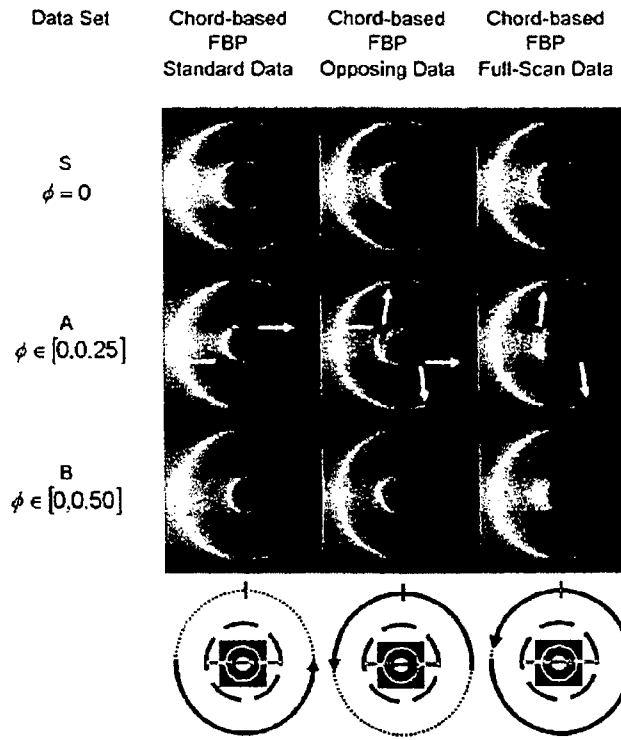 Data Set
Chord-based
FBP
Standard Data
Chord-based
FBP
Opposing Data
Chord-based
FBP
Full-Scan Data
S
ϕ = 0
A
ϕ ∈ [0,0.25]
B
ϕ ∈ [0,0.50]